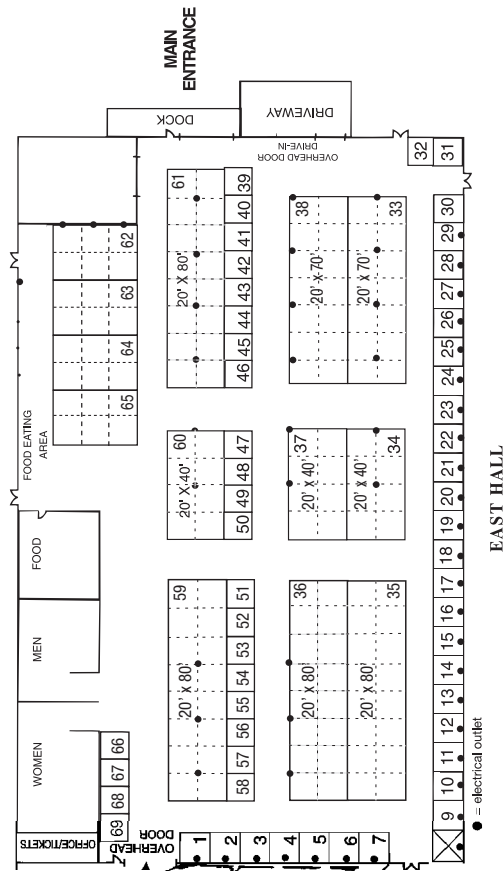 MAIN
ENTRANCE
DOCK
DRIVEWAY
OVERHEAD DOOR
DRIVE-IN
FOOD EATING
AREA
FOOD
MEN
WOMEN
OFFICE/TICKETS
OVERHEAD
DOOR
62
63
64
65
66
67
68
69
61
20' X 80'
39
40
41
42
43
44
45
46
60
20' X 40'
47
48
49
50
59
20' X 80'
51
52
53
54
55
56
57
58
38
20' X 70'
33
20' X 70'
37
20' X 40'
34
20' X 40'
36
20' X 80'
35
20' X 80'
1
2
3
4
5
6
7
9
10
11
12
13
14
15
16
17
18
19
20
21
22
23
24
25
26
27
28
29
30
31
32
EAST HALL
● = electrical outlet